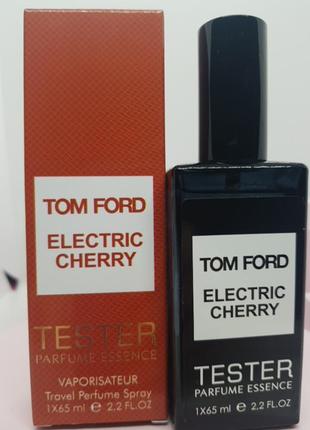 TOM FORD
ELECTRIC
CHERRY
TESTER
PARFUME ESSENCE
VAPORISATEUR
Travel Perfume Spray
1X65 ml e 2.2 FL.OZ
TOM FORD
ELECTRIC
CHERRY
TESTER
PARFUME ESSENCE
1X65 ml e 2.2 FL.OZ